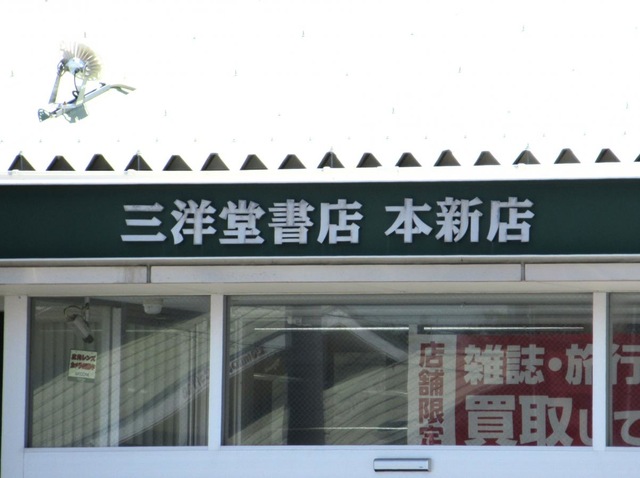 三洋堂書店 本新店
店舗限定
雑誌・旅行
買取して